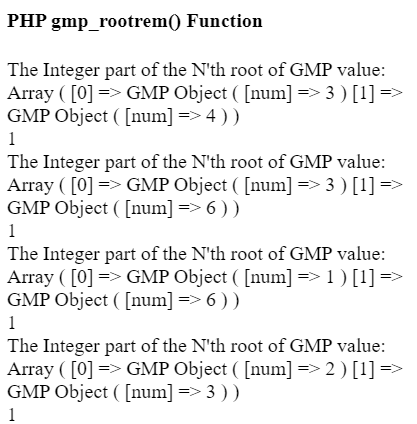 PHP gmp_rootrem() Function
The Integer part of the N'th root of GMP value:
Array ( [0] => GMP Object ( [num] => 3 ) [1] =>
GMP Object ( [num] => 4 ) )
1
The Integer part of the N'th root of GMP value:
Array ( [0] => GMP Object ( [num] => 3 ) [1] =>
GMP Object ( [num] => 6 ) )
1
The Integer part of the N'th root of GMP value:
Array ( [0] => GMP Object ( [num] => 1 ) [1] =>
GMP Object ( [num] => 6 ) )
1
The Integer part of the N'th root of GMP value:
Array ( [0] => GMP Object ( [num] => 2 ) [1] =>
GMP Object ( [num] => 3 ) )
1